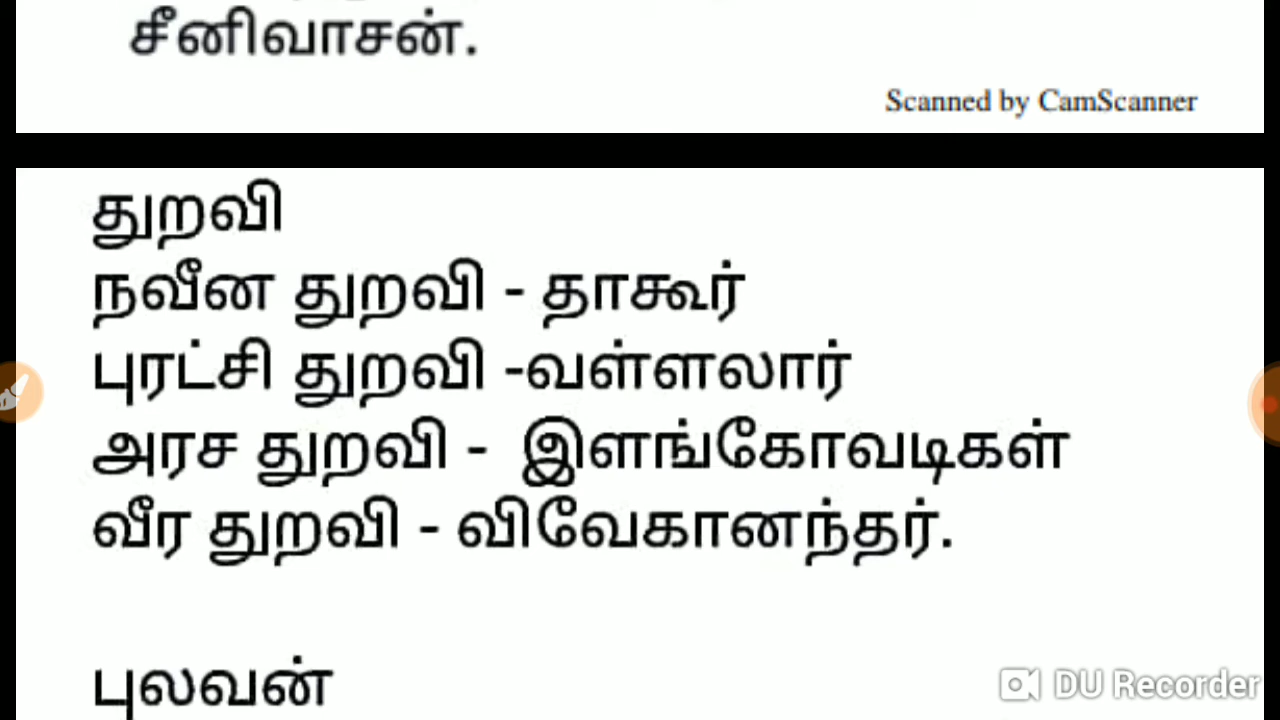 சீனிவாசன்.
Scanned by CamScanner
துறவி
நவீன துறவி - தாகூர்
புரட்சி துறவி -வள்ளலார்
அரச துறவி - இளங்கோவடிகள்
வீர துறவி - விவேகானந்தர்.
புலவன்
DU Recorder